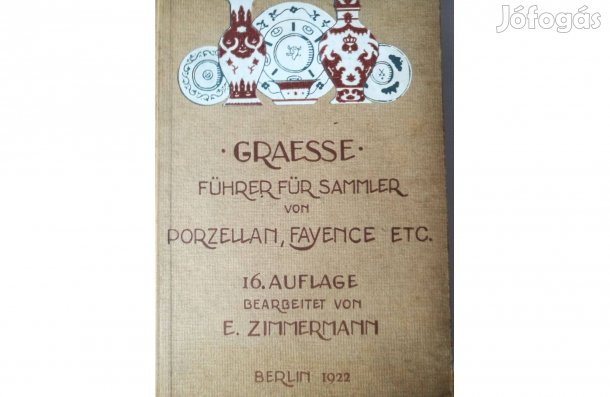 Jófogás
· GRAESSE ·
FÜHRER FÜR SAMMLER
VON
PORZELLAN, FAYENCE ETC.
16. AUFLAGE
BEARBEITET VON
E. ZIMMERMANN
BERLIN 1922